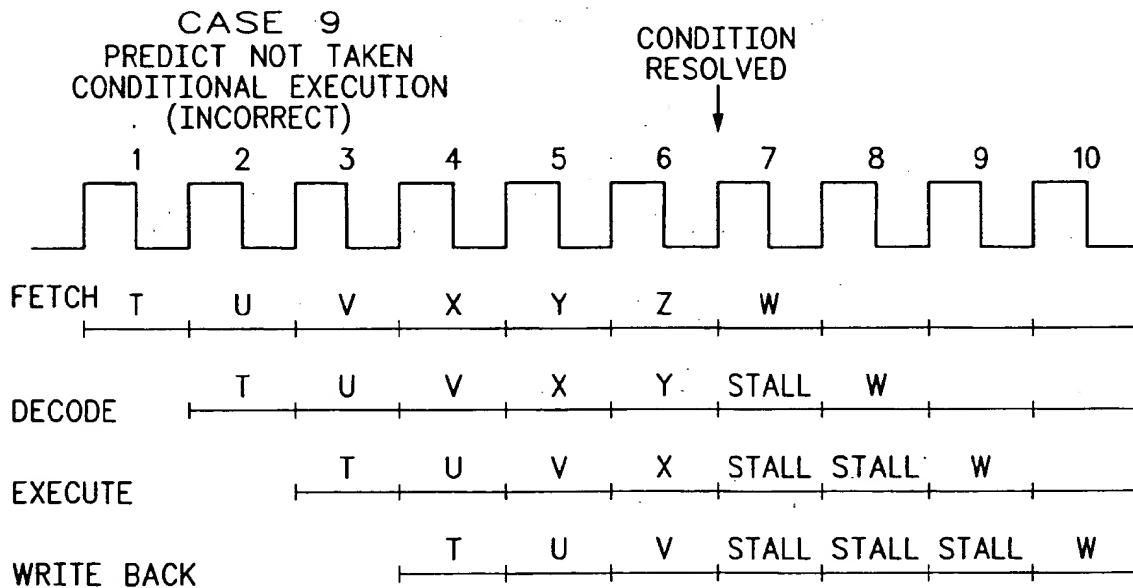 CASE 9
PREDICT NOT TAKEN
CONDITIONAL EXECUTION
(INCORRECT)
CONDITION
RESOLVED
1 2 3 4 5 6 7 8 9 10
FETCH T U V X Y Z W
DECODE T U V X Y STALL W
EXECUTE T U V X STALL STALL W
WRITE BACK T U V STALL STALL STALL W